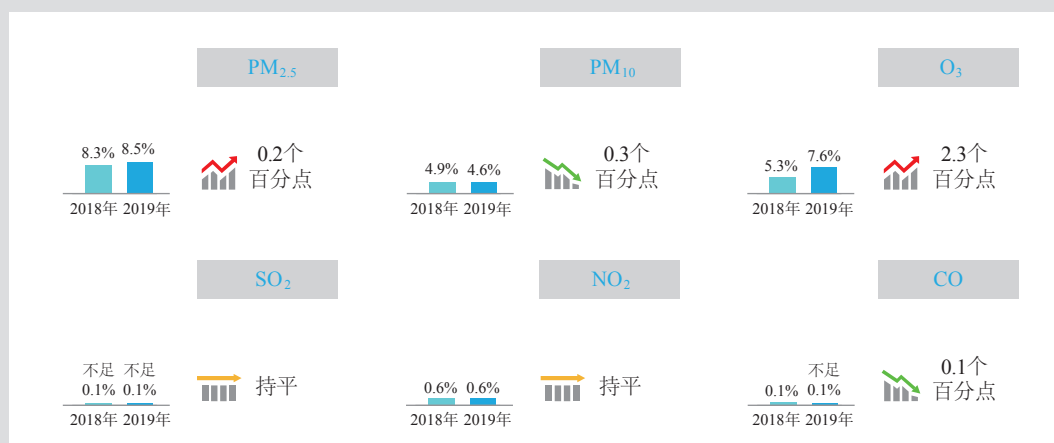 PM₂.₅
8.3% 8.5%
0.2个
百分点
2018年 2019年
PM₁₀
4.9% 4.6%
0.3个
百分点
2018年 2019年
O₃
5.3% 7.6%
2.3个
百分点
2018年 2019年
SO₂
不足 不足
0.1% 0.1%
持平
2018年 2019年
NO₂
0.6% 0.6%
持平
2018年 2019年
CO
不足
0.1% 0.1%
0.1个
百分点
2018年 2019年